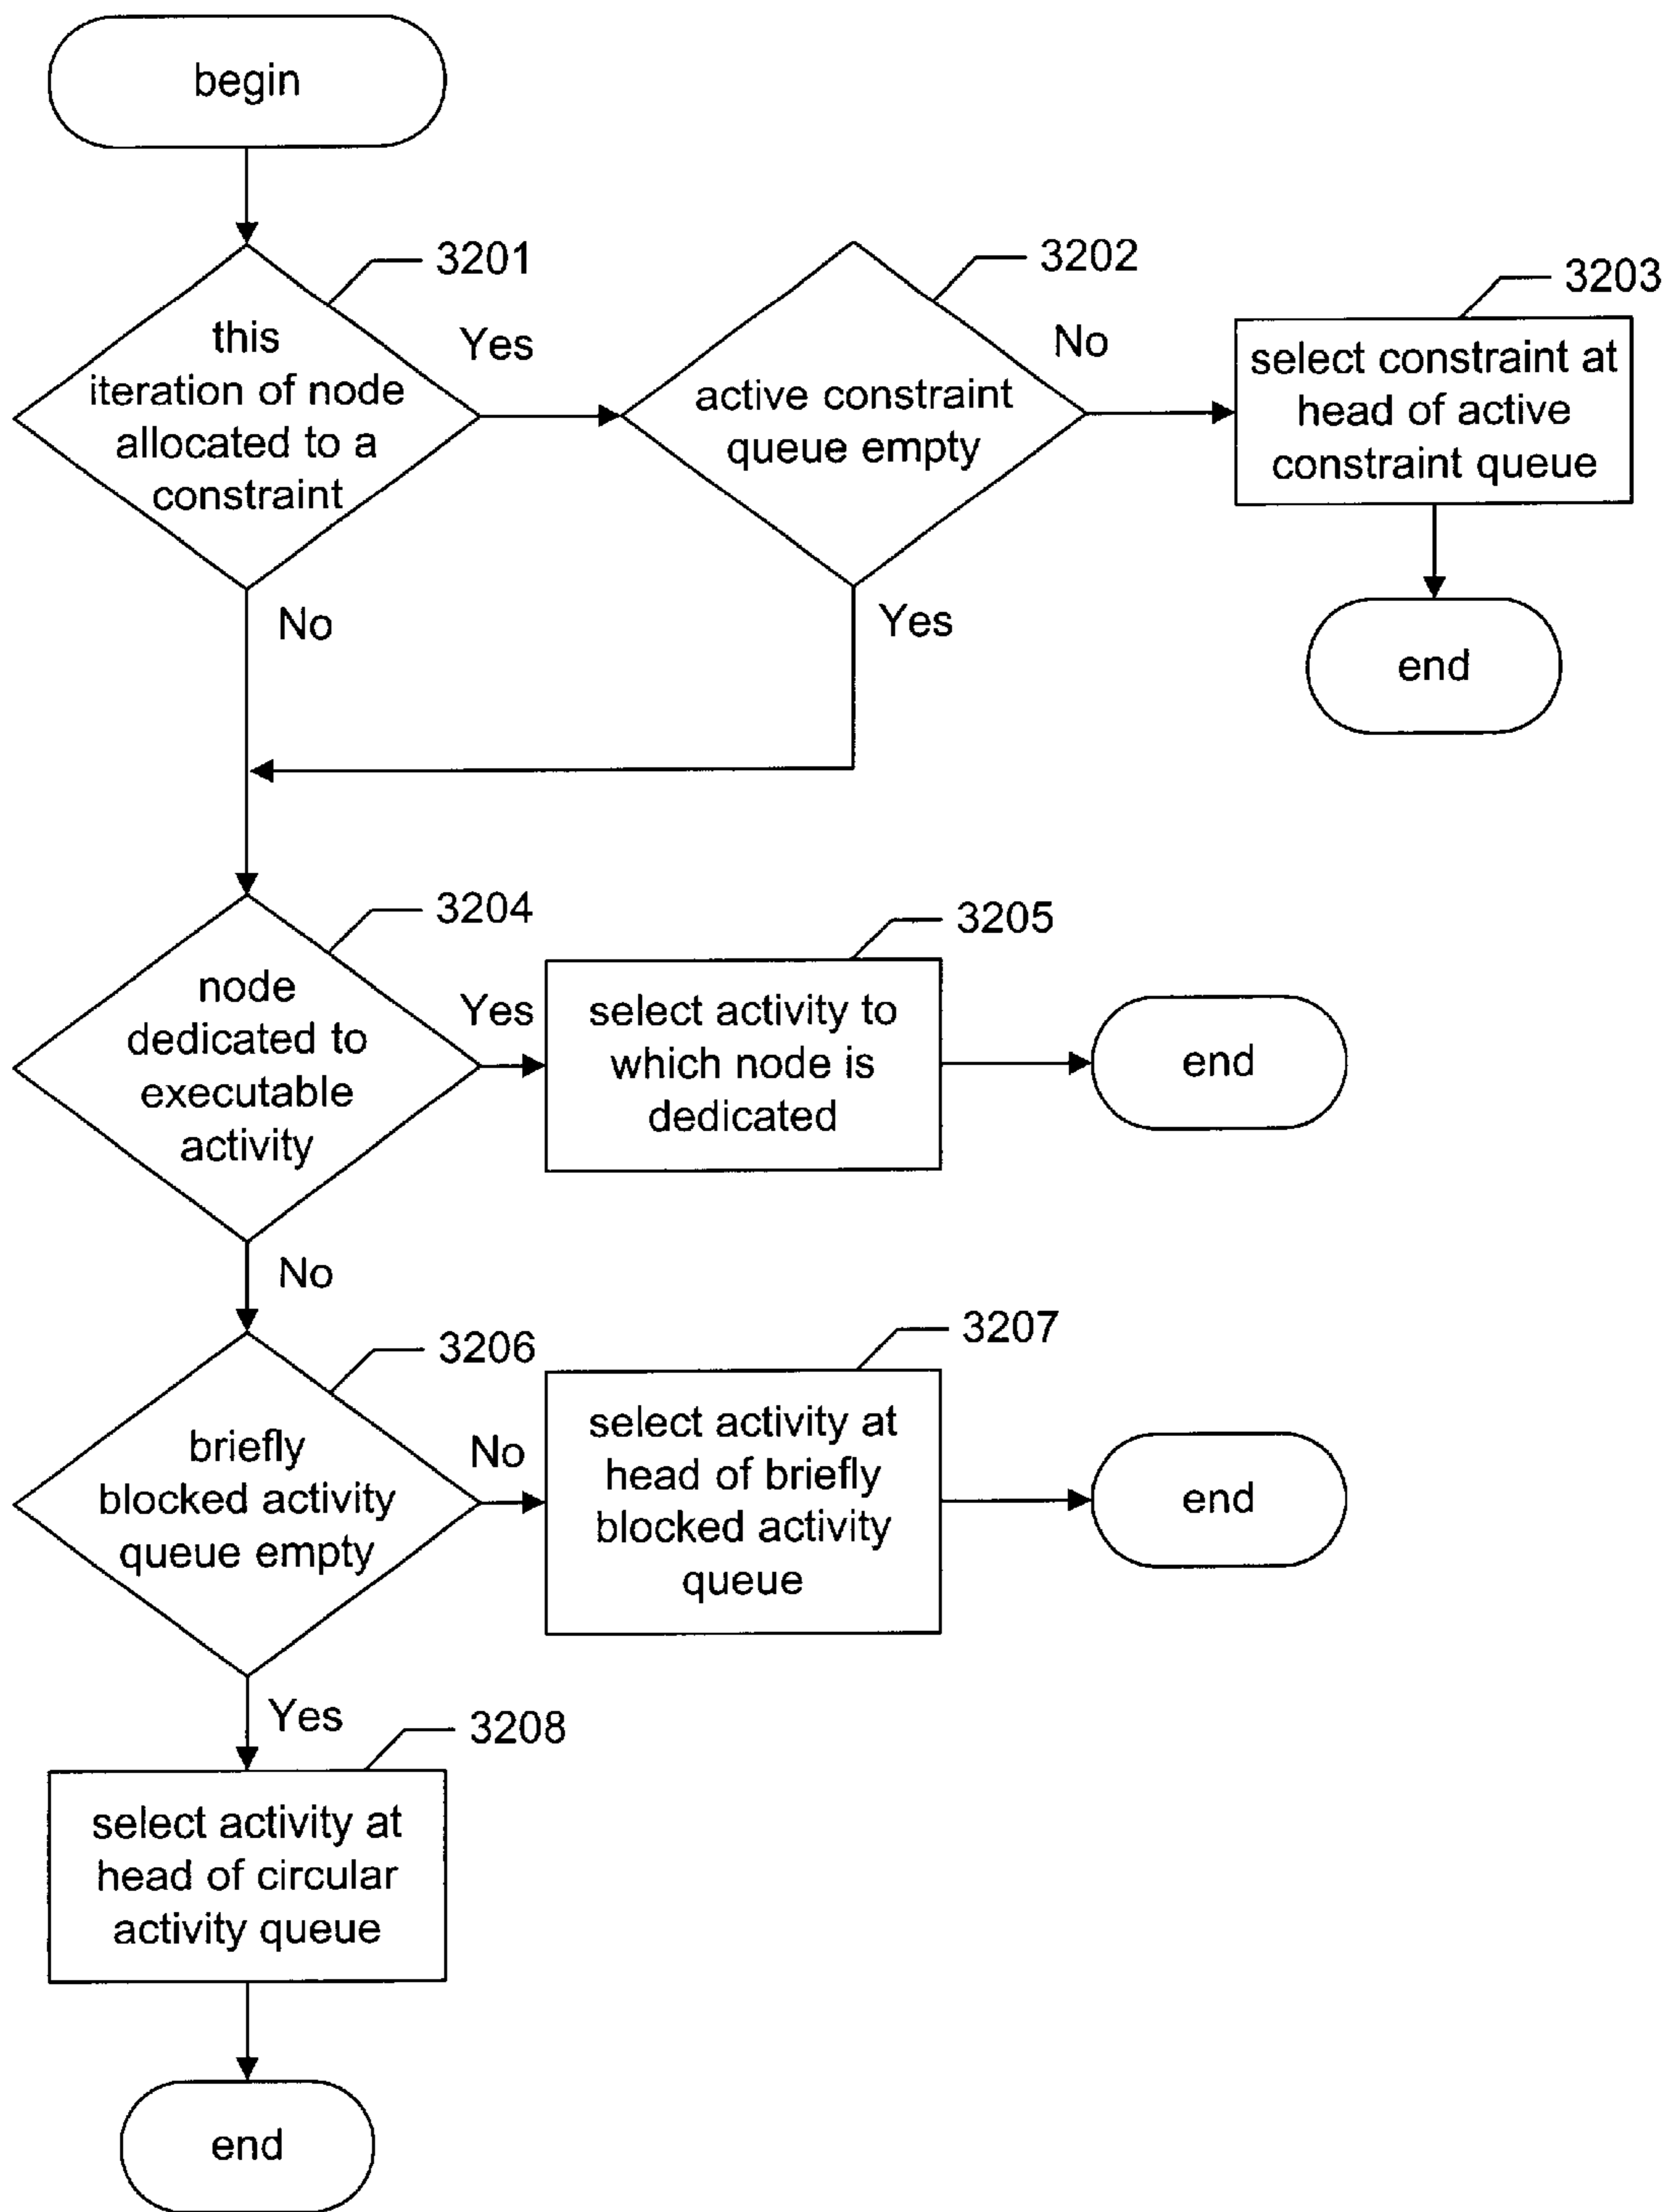 begin
3201
this
iteration of node
allocated to a
constraint
Yes
3202
active constraint
queue empty
No
3203
select constraint at
head of active
constraint queue
No
Yes
end
3204
node
dedicated to
executable
activity
Yes
3205
select activity to
which node is
dedicated
end
No
3206
briefly
blocked activity
queue empty
No
3207
select activity at
head of briefly
blocked activity
queue
end
Yes
3208
select activity at
head of circular
activity queue
end